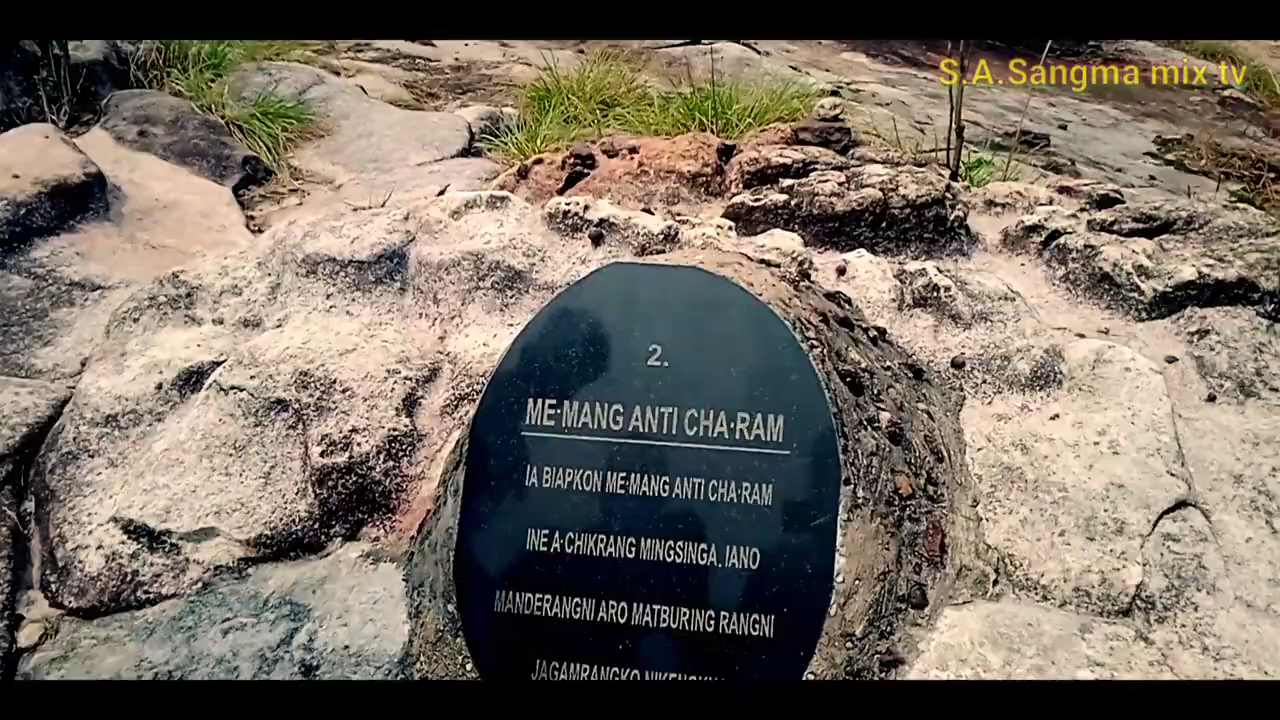 S.A.Sangma mix tv
2.
ME·MANG ANTI CHA·RAM
IA BIAPKON ME·MANG ANTI CHA·RAM
INE A·CHIKRANG MINGSINGA. IANO
MANDERANGNI ARO MATBURING RANGNI
JAGAMRANGKO